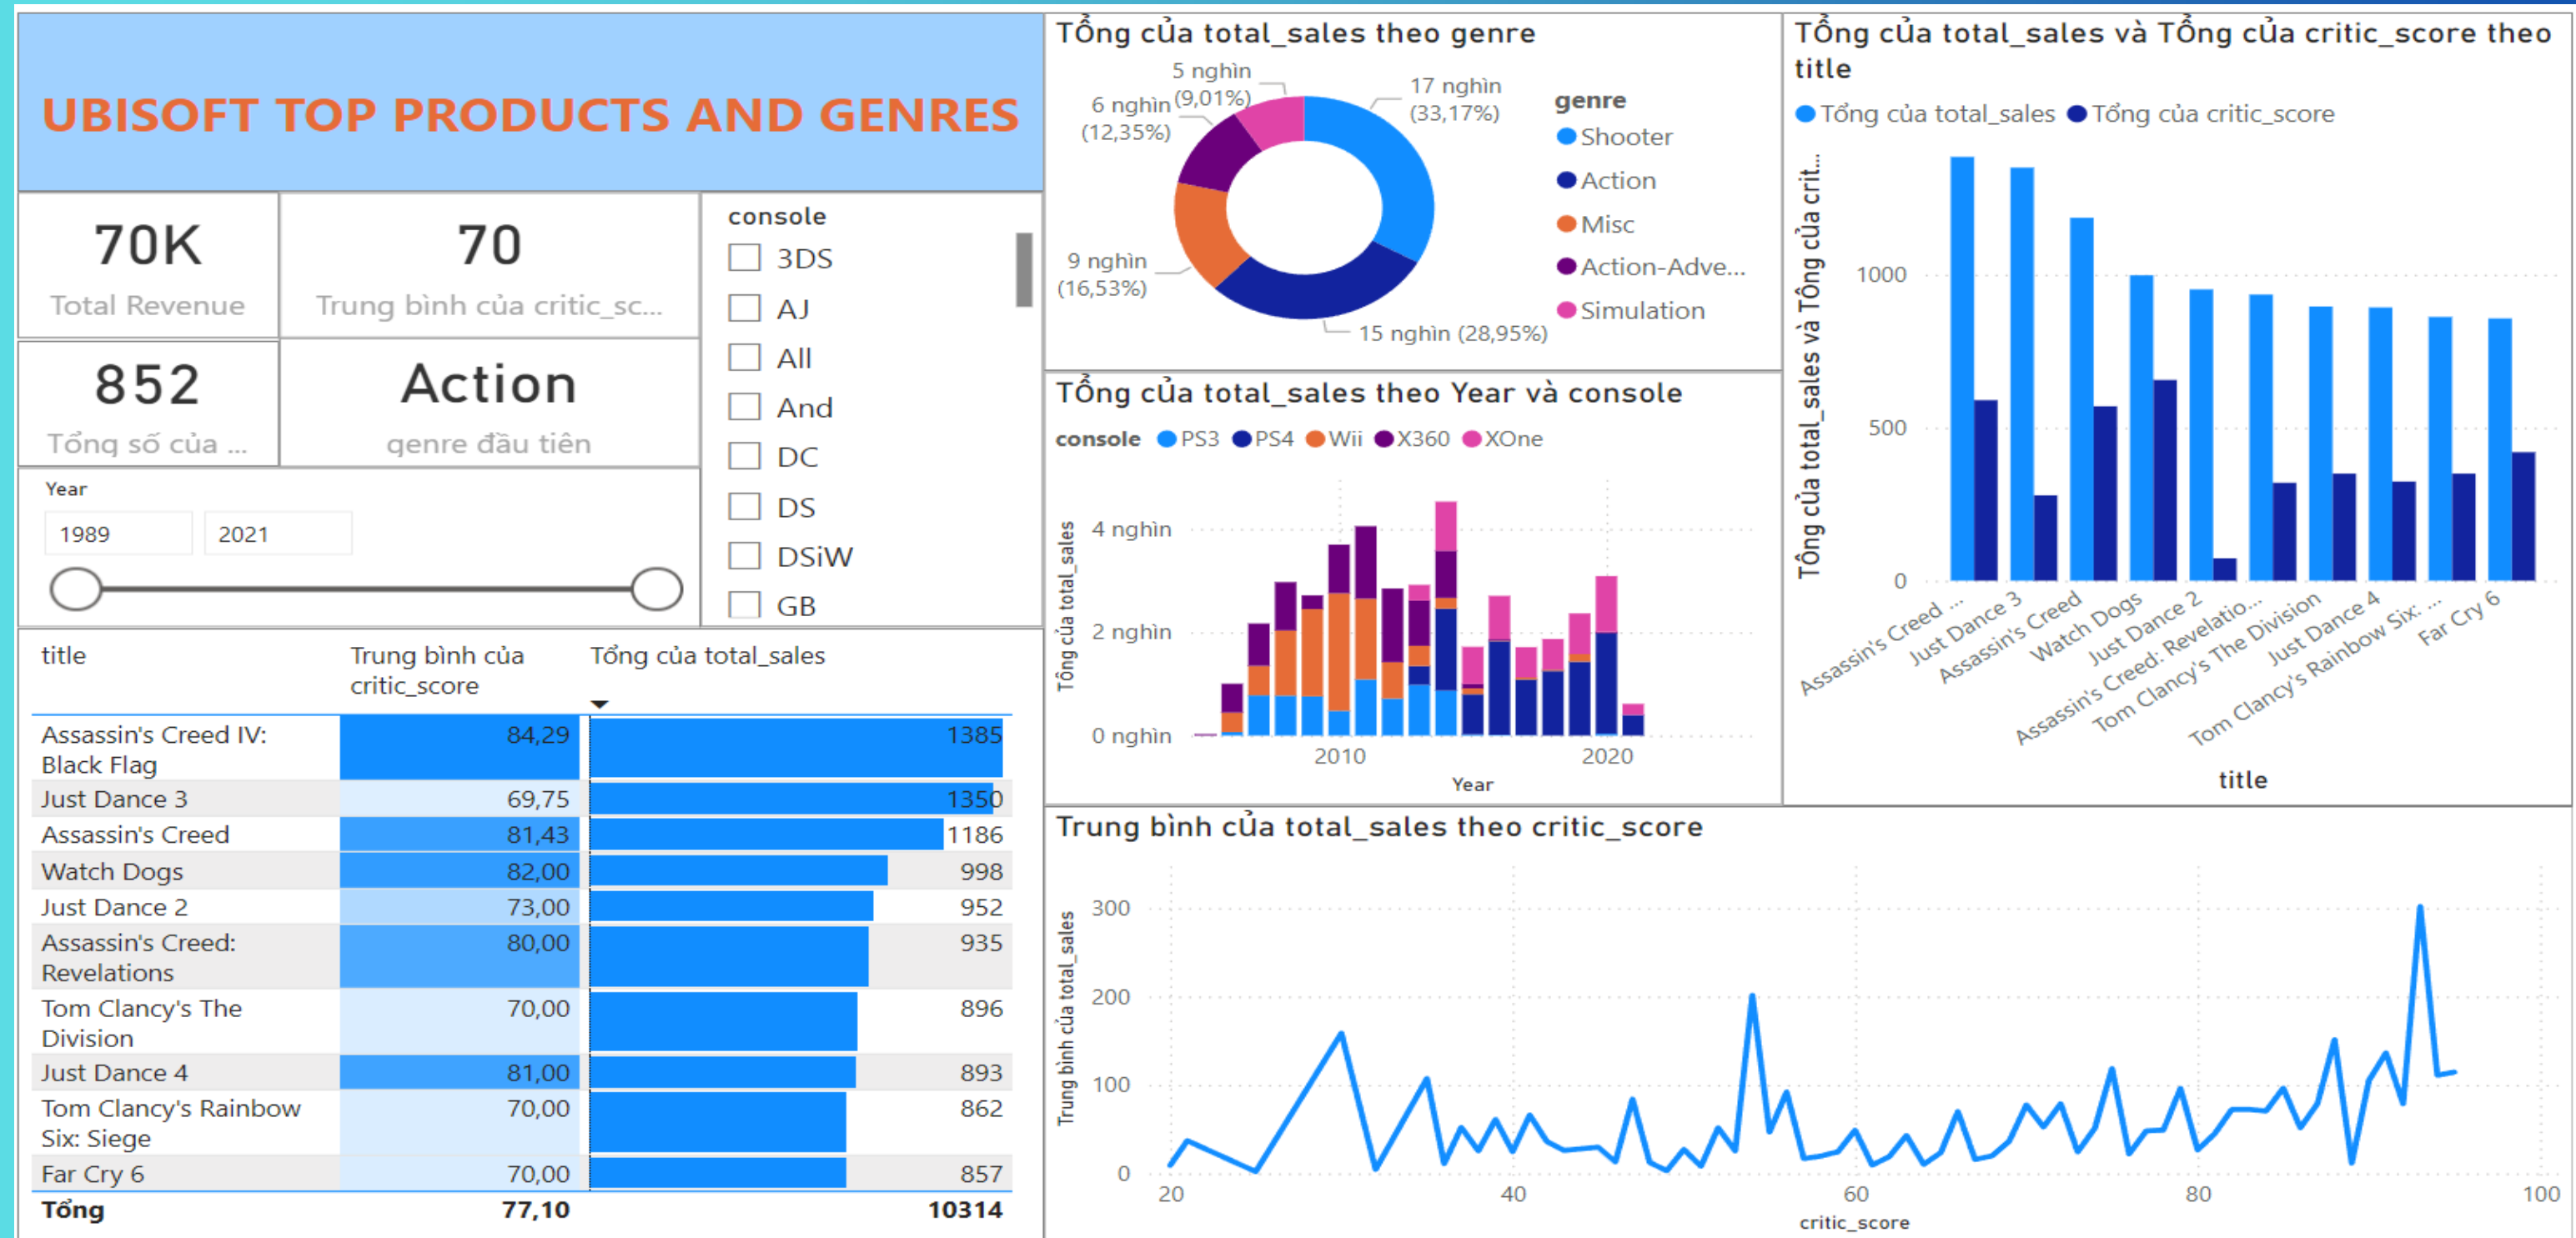 UBISOFT TOP PRODUCTS AND GENRES
70K
Total Revenue
70
Trung bình của critic_sc...
852
Tổng số của ...
Action
genre đầu tiên
console
3DS
AJ
All
And
DC
DS
DSiW
GB
Year
1989 2021
title Trung bình của critic_score Tổng của total_sales
Assassin's Creed IV: Black Flag 84,29 1385
Just Dance 3 69,75 1350
Assassin's Creed 81,43 1186
Watch Dogs 82,00 998
Just Dance 2 73,00 952
Assassin's Creed: Revelations 80,00 935
Tom Clancy's The Division 70,00 896
Just Dance 4 81,00 893
Tom Clancy's Rainbow Six: Siege 70,00 862
Far Cry 6 70,00 857
Tổng 77,10 10314
Tổng của total_sales theo genre
5 nghìn
(9,01%)
6 nghìn
(12,35%)
9 nghìn
(16,53%)
17 nghìn
(33,17%)
15 nghìn (28,95%)
genre
Shooter
Action
Misc
Action-Adve...
Simulation
Tổng của total_sales theo Year và console
console PS3 PS4 Wii X360 XOne
Tổng của total_sales
4 nghìn
2 nghìn
0 nghìn
2010 2020
Year
Tổng của total_sales và Tổng của critic_score theo
title
Tổng của total_sales Tổng của critic_score
Tổng của total_sales và Tổng của crit...
1000
500
0
Assassin's Creed ...
Just Dance 3
Assassin's Creed
Watch Dogs
Just Dance 2
Assassin's Creed: Revelatio...
Tom Clancy's The Division
Just Dance 4
Tom Clancy's Rainbow Six: ...
Far Cry 6
title
Trung bình của total_sales theo critic_score
Trung bình của total_sales
300
200
100
0
20 40 60 80 100
critic_score